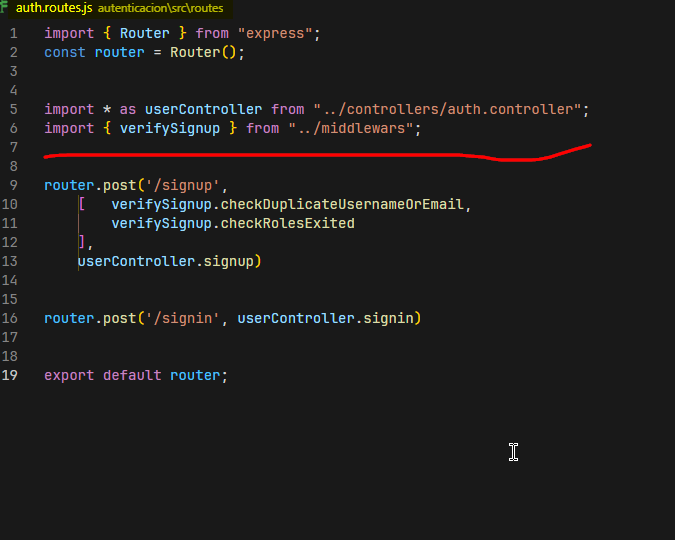 auth.routes.js autenticacion\src\routes
1 import { Router } from "express";
2 const router = Router();
3
4
5 import * as userController from "../controllers/auth.controller";
6 import { verifySignup } from "../middlewars";
7
8
9 router.post('/signup',
10 [ verifySignup.checkDuplicateUsernameOrEmail,
11 verifySignup.checkRolesExited
12 ],
13 userController.signup)
14
15
16 router.post('/signin', userController.signin)
17
18
19 export default router;